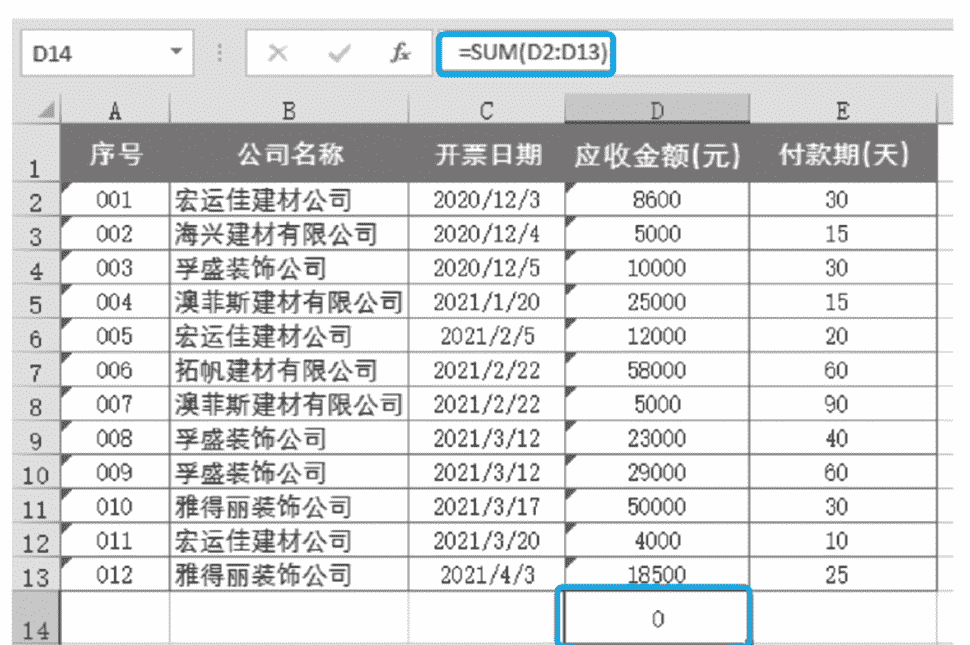 D14 fx =SUM(D2:D13)
A B C D E
1 序号 公司名称 开票日期 应收金额(元) 付款期(天)
2 001 宏运佳建材公司 2020/12/3 8600 30
3 002 海兴建材有限公司 2020/12/4 5000 15
4 003 孚盛装饰公司 2020/12/5 10000 30
5 004 澳菲斯建材有限公司 2021/1/20 25000 15
6 005 宏运佳建材公司 2021/2/5 12000 20
7 006 拓帆建材有限公司 2021/2/22 58000 60
8 007 澳菲斯建材有限公司 2021/2/22 5000 90
9 008 孚盛装饰公司 2021/3/12 23000 40
10 009 孚盛装饰公司 2021/3/12 29000 60
11 010 雅得丽装饰公司 2021/3/17 50000 30
12 011 宏运佳建材公司 2021/3/20 4000 10
13 012 雅得丽装饰公司 2021/4/3 18500 25
14 0